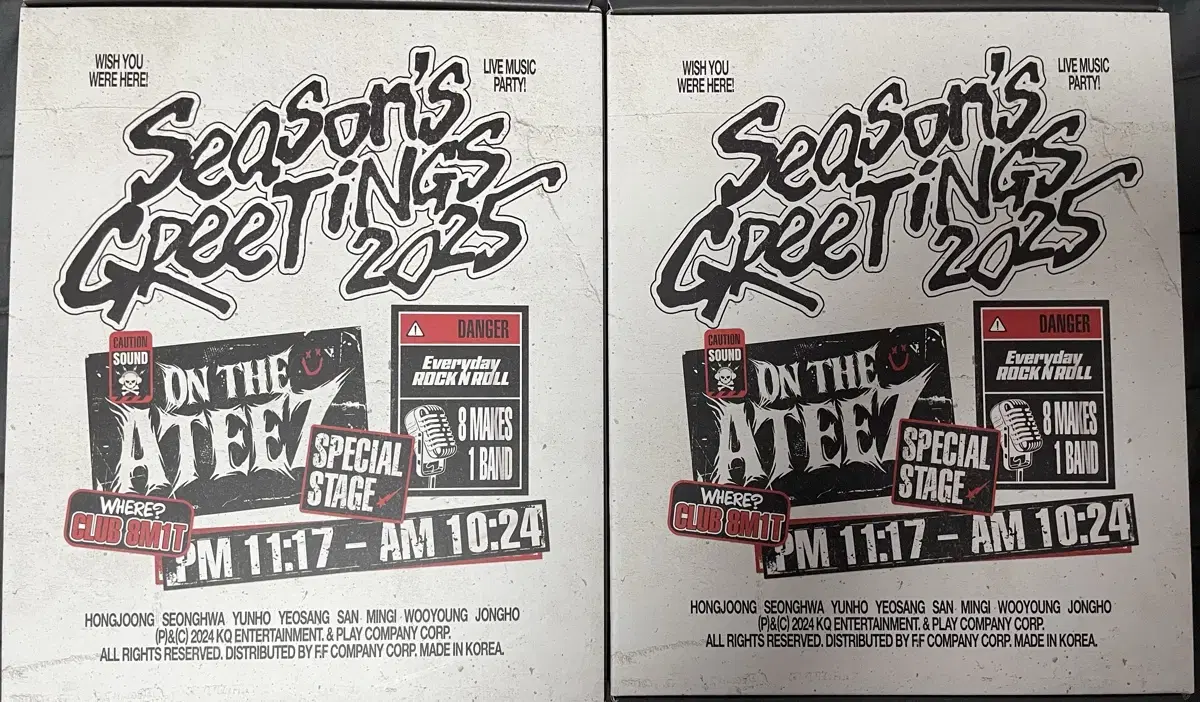 WISH YOU
WERE HERE!
LIVE MUSIC
PARTY!
Season's
GReeTiNGS
2025
CAUTION
SOUND
ON THE
ATEEZ
DANGER
Everyday
ROCK N ROLL
8 MAKES
1 BAND
SPECIAL
STAGE
WHERE?
CLUB 8M1T
PM 11:17 – AM 10:24
HONGJOONG SEONGHWA YUNHO YEOSANG SAN MINGI WOOYOUNG JONGHO
(P)&(C) 2024 KQ ENTERTAINMENT. & PLAY COMPANY CORP.
ALL RIGHTS RESERVED. DISTRIBUTED BY F.F COMPANY CORP. MADE IN KOREA.
WISH YOU
WERE HERE!
LIVE MUSIC
PARTY!
Season's
GReeTiNGS
2025
CAUTION
SOUND
ON THE
ATEEZ
DANGER
Everyday
ROCK N ROLL
8 MAKES
1 BAND
SPECIAL
STAGE
WHERE?
CLUB 8M1T
PM 11:17 – AM 10:24
HONGJOONG SEONGHWA YUNHO YEOSANG SAN MINGI WOOYOUNG JONGHO
(P)&(C) 2024 KQ ENTERTAINMENT. & PLAY COMPANY CORP.
ALL RIGHTS RESERVED. DISTRIBUTED BY F.F COMPANY CORP. MADE IN KOREA.